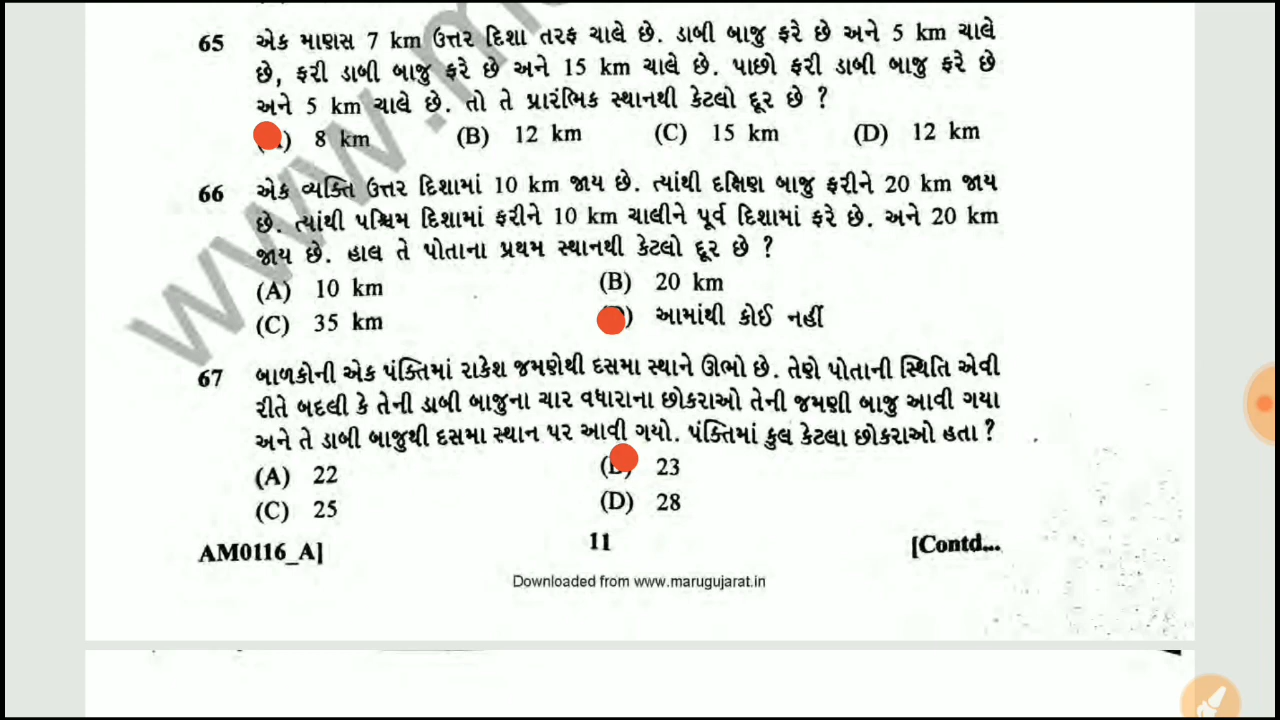 65 એક માણસ 7 km ઉત્તર દિશા તરફ ચાલે છે. ડાબી બાજુ ફરે છે અને 5 km ચાલે
છે, ફરી ડાબી બાજુ ફરે છે અને 15 km ચાલે છે. પાછો ફરી ડાબી બાજુ ફરે છે
અને 5 km ચાલે છે. તો તે પ્રારંભિક સ્થાનથી કેટલો દૂર છે ?
8 km (B) 12 km (C) 15 km (D) 12 km
66 એક વ્યક્તિ ઉત્તર દિશામાં 10 km જાય છે. ત્યાંથી દક્ષિણ બાજુ ફરીને 20 km જાય
છે. ત્યાંથી પશ્ચિમ દિશામાં ફરીને 10 km ચાલીને પૂર્વ દિશામાં ફરે છે. અને 20 km
જાય છે. હાલ તે પોતાના પ્રથમ સ્થાનથી કેટલો દૂર છે ?
(A) 10 km (B) 20 km
(C) 35 km આમાંથી કોઈ નહીં
67 બાળકોની એક પંક્તિમાં રાકેશ જમણેથી દસમા સ્થાને ઊભો છે. તેણે પોતાની સ્થિતિ એવી
રીતે બદલી કે તેની ડાબી બાજુના ચાર વધારાના છોકરાઓ તેની જમણી બાજુ આવી ગયા
અને તે ડાબી બાજુથી દસમા સ્થાન પર આવી ગયો. પંક્તિમાં કુલ કેટલા છોકરાઓ હતા ?
(A) 22 23
(C) 25 (D) 28
AM0116_A] 11 [Contd...
Downloaded from www.marugujarat.in